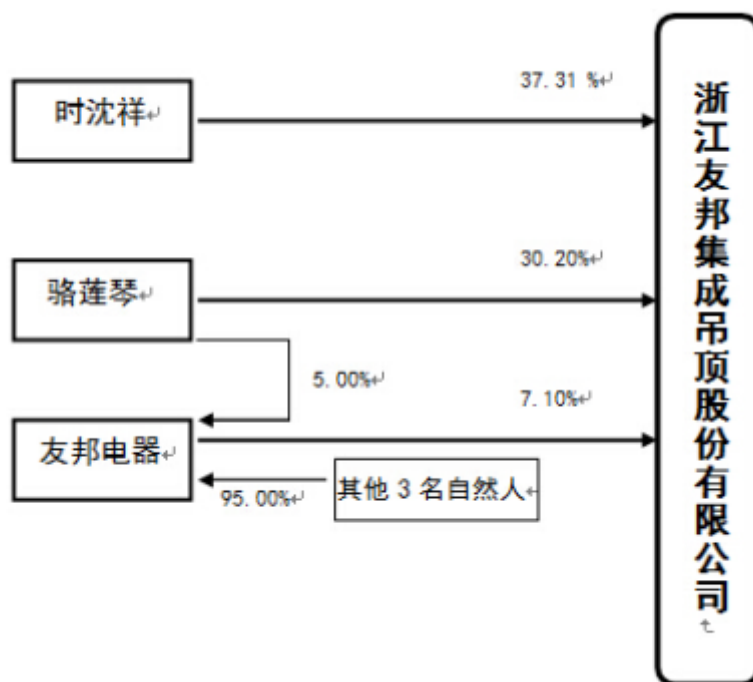 37.31 %
时沈祥
30.20%
骆莲琴
5.00%
7.10%
友邦电器
95.00%
其他 3 名自然人
浙江友邦集成吊顶股份有限公司